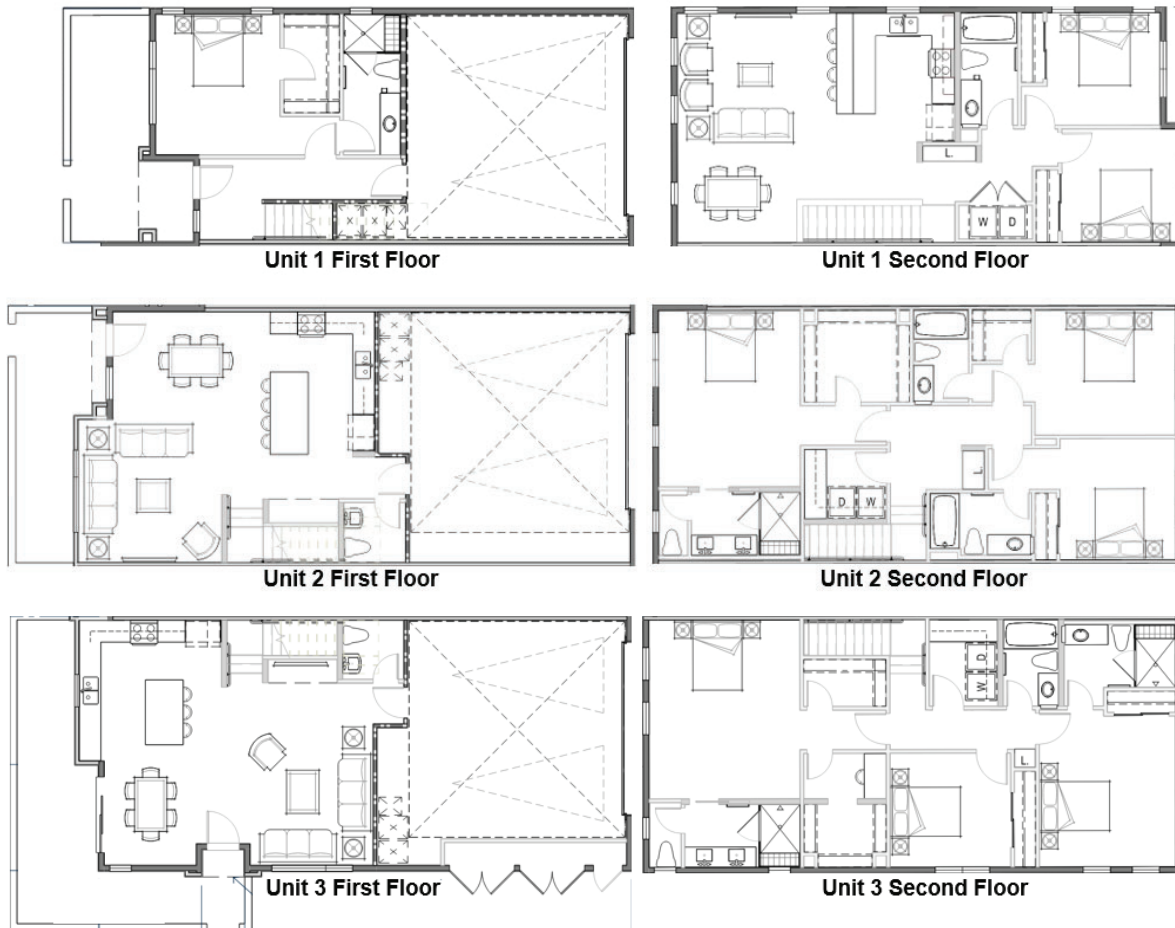 L.
W D
Unit 1 First Floor
Unit 1 Second Floor
L.
D W
Unit 2 First Floor
Unit 2 Second Floor
D
W
L.
Unit 3 First Floor
Unit 3 Second Floor